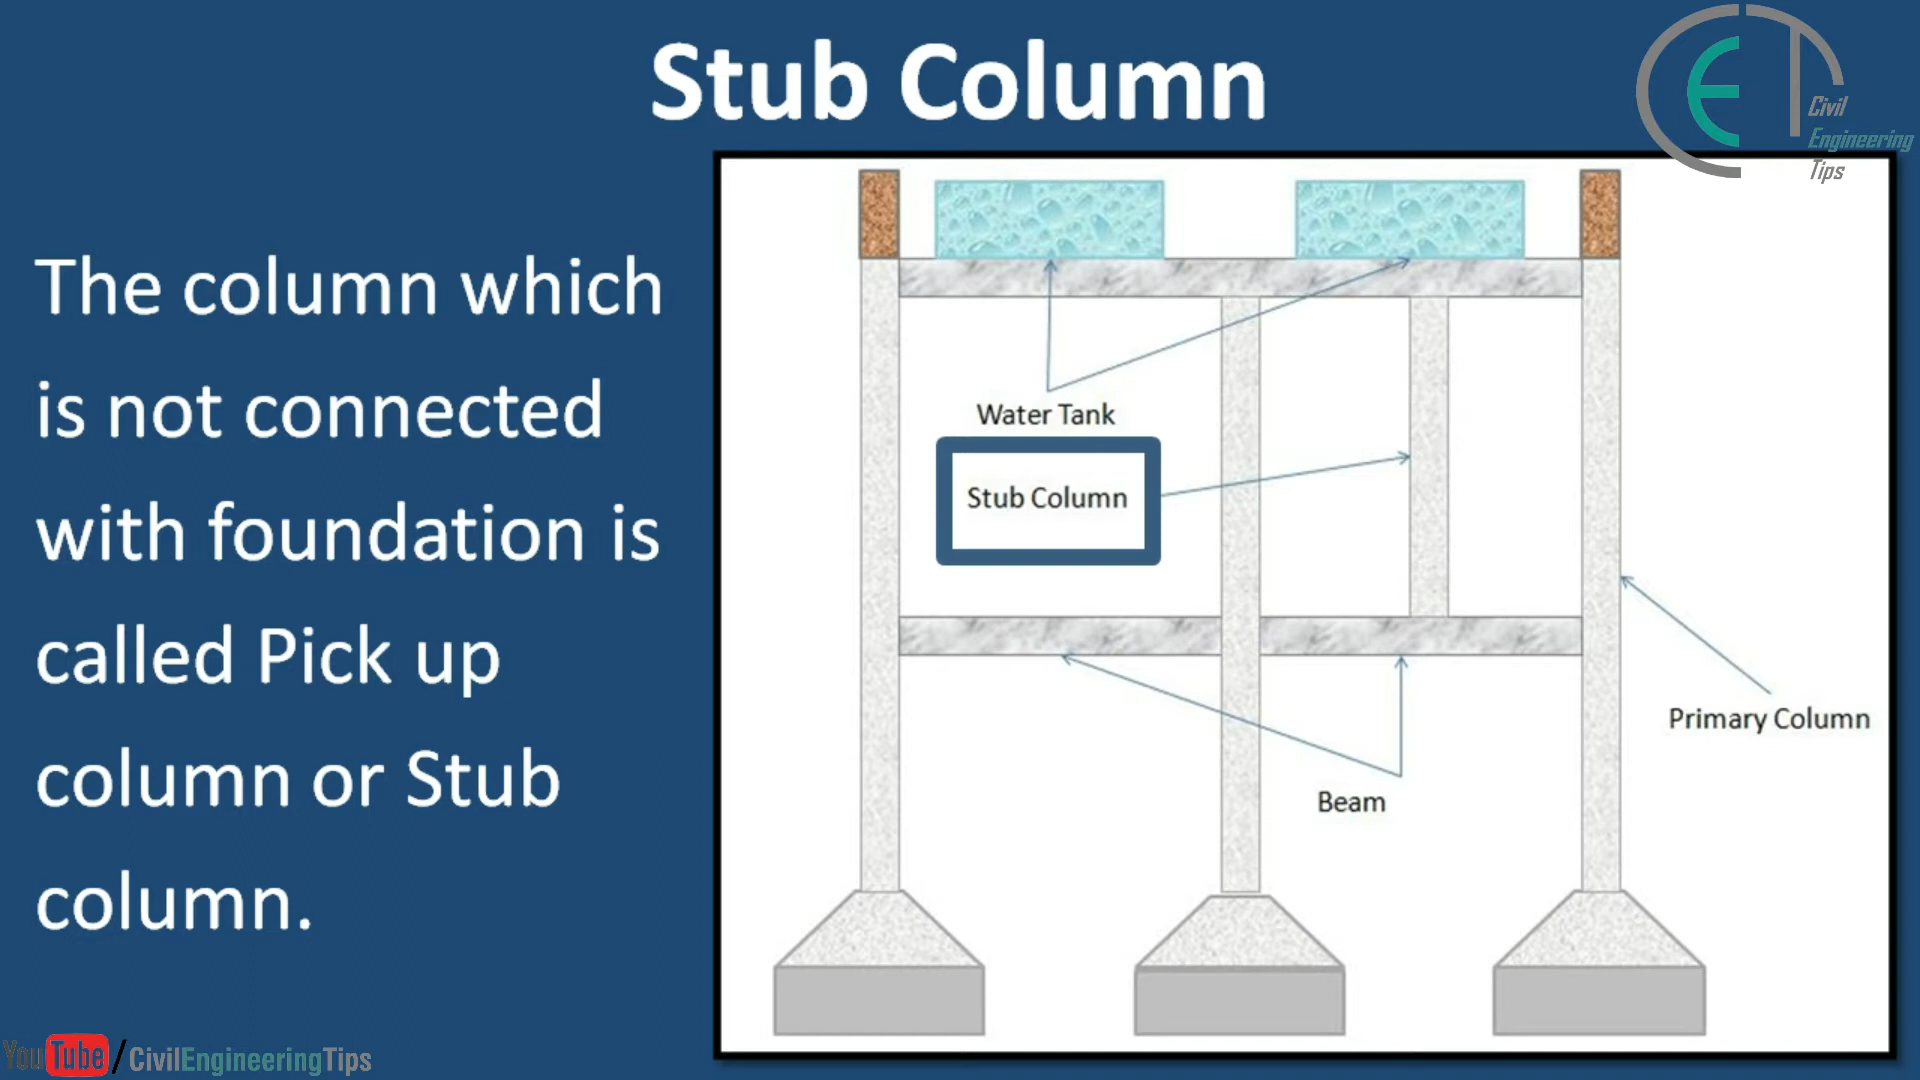 Stub Column
Civil
Engineering
Tips
The column which
is not connected
with foundation is
called Pick up
column or Stub
column.
Water Tank
Stub Column
Primary Column
Beam
YouTube/CivilEngineeringTips